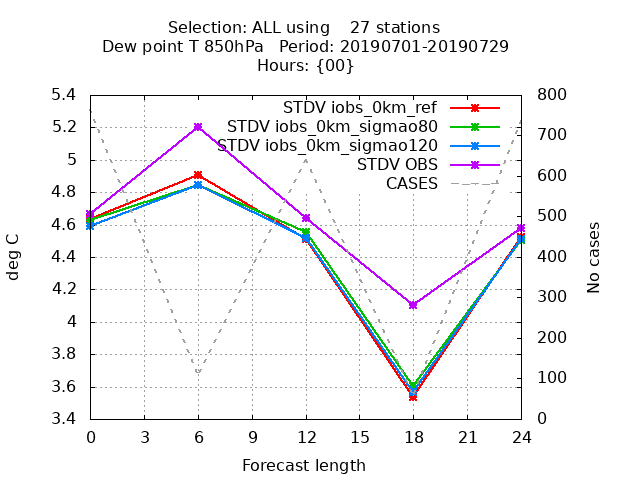 Selection: ALL using 27 stations
Dew point T 850hPa Period: 20190701-20190729
Hours: {00}
STDV iobs_0km_ref
STDV iobs_0km_sigmao80
STDV iobs_0km_sigmao120
STDV OBS
CASES
5.4
5.2
5
4.8
4.6
4.4
4.2
4
3.8
3.6
3.4
deg C
800
700
600
500
400
300
200
100
0
No cases
0 3 6 9 12 15 18 21 24
Forecast length